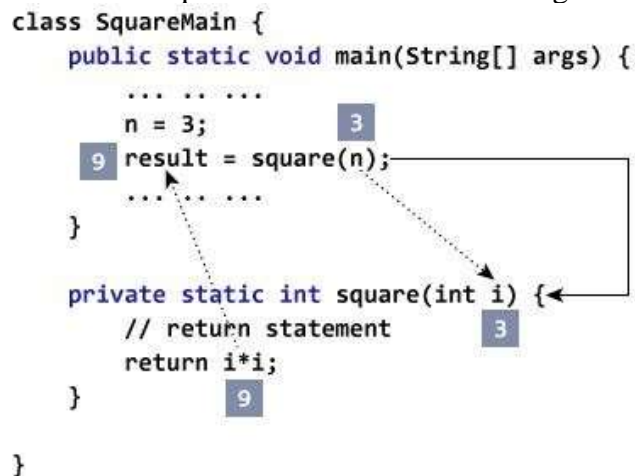 class SquareMain {
public static void main(String[] args) {
... .. ...
n = 3;
3
9
result = square(n);
... .. ...
}
private static int square(int i) {
3
// return statement
return i*i;
9
}
}